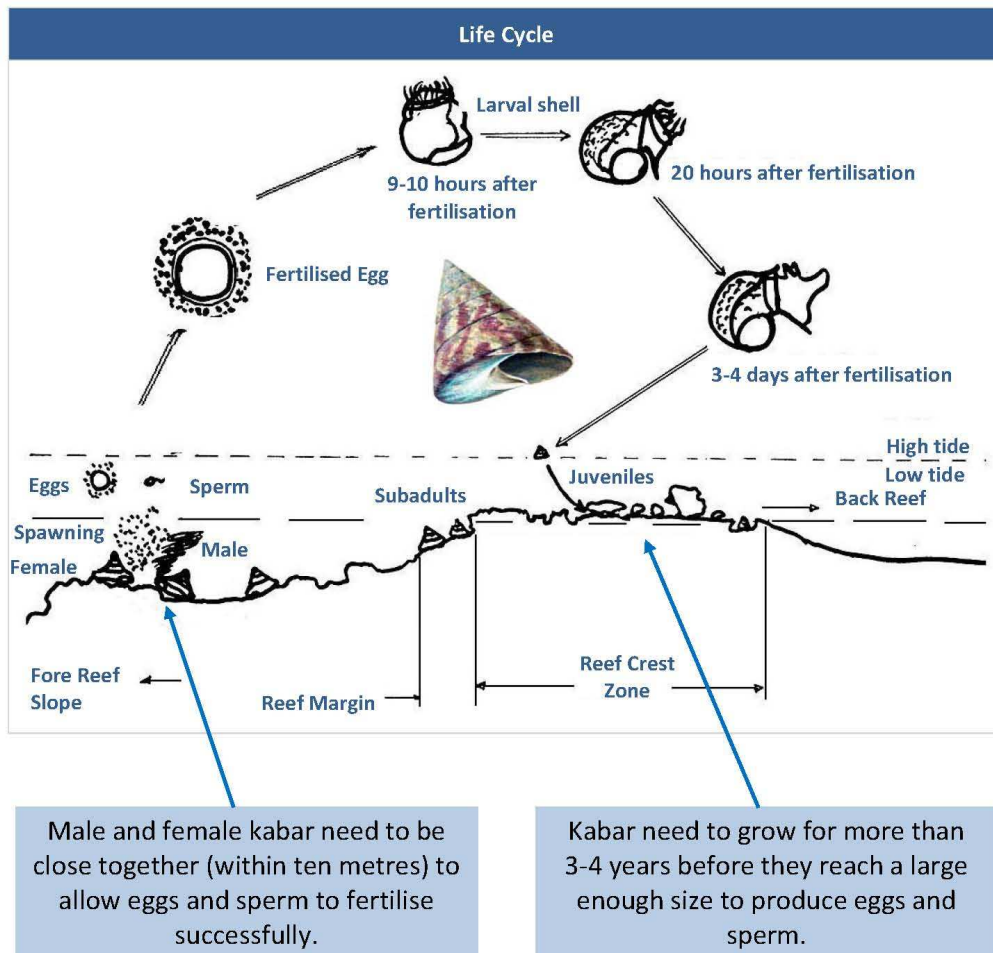 Life Cycle
Larval shell
9-10 hours after
fertilisation
20 hours after fertilisation
Fertilised Egg
3-4 days after fertilisation
High tide
Low tide
Eggs
Sperm
Subadults
Juveniles
Back Reef
Spawning
Male
Female
Fore Reef
Slope
Reef Margin
Reef Crest
Zone
Male and female kabar need to be
close together (within ten metres) to
allow eggs and sperm to fertilise
successfully.
Kabar need to grow for more than
3-4 years before they reach a large
enough size to produce eggs and
sperm.